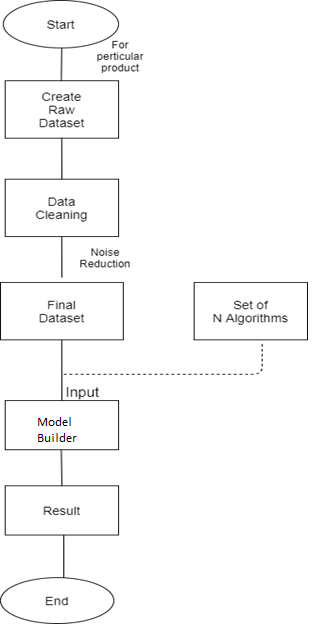 Start
For
perticular
product
Create
Raw
Dataset
Data
Cleaning
Noise
Reduction
Final
Dataset
Set of
N Algorithms
Input
Model
Builder
Result
End